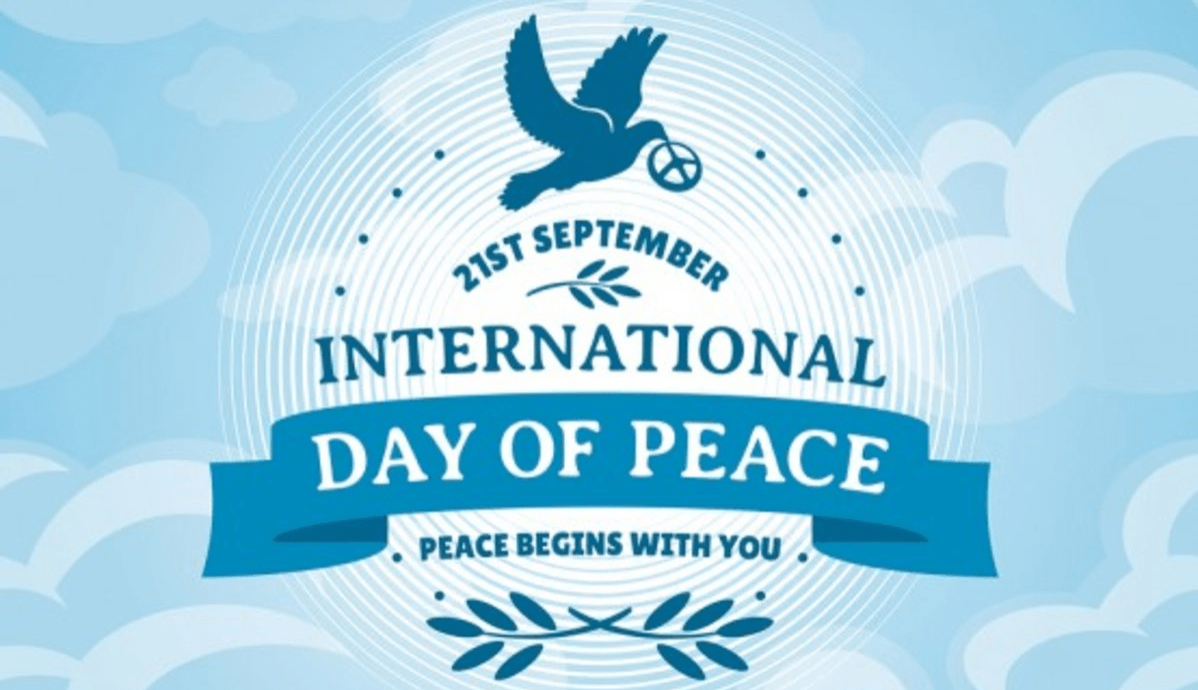 21ST SEPTEMBER
INTERNATIONAL
DAY OF PEACE
PEACE BEGINS WITH YOU